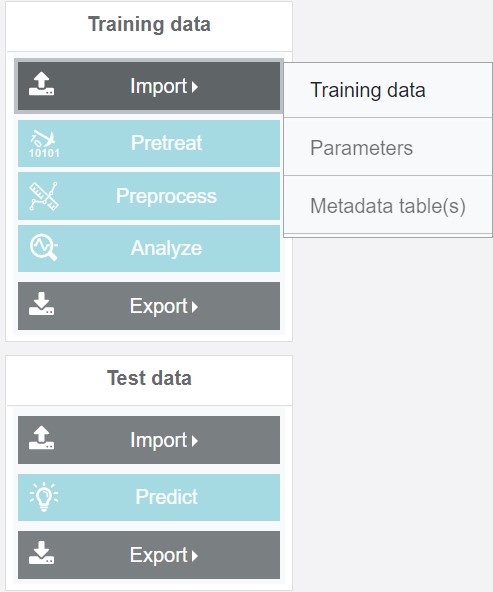 Training data
Import
Training data
Pretreat
10101
Parameters
Preprocess
Metadata table(s)
Analyze
Export
Test data
Import
Predict
Export